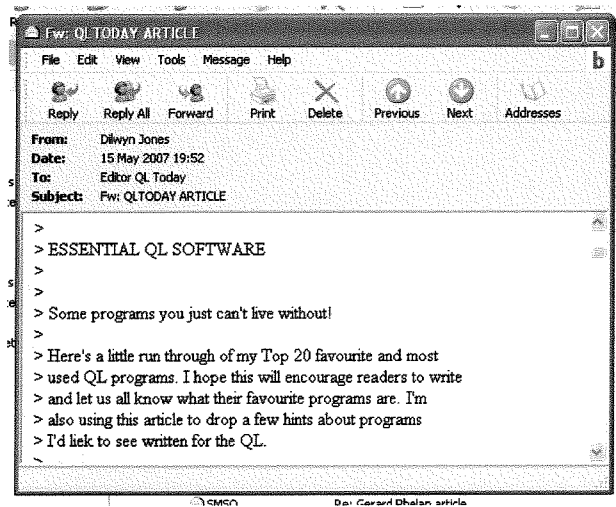 Fw: QLTODAY ARTICLE
File Edit View Tools Message Help
b
Reply Reply All Forward Print Delete Previous Next Addresses
From: Dilwyn Jones
Date: 15 May 2007 19:52
To: Editor QL Today
Subject: Fw: QLTODAY ARTICLE
>
> ESSENTIAL QL SOFTWARE
>
>
> Some programs you just can't live without!
>
> Here's a little run through of my Top 20 favourite and most
> used QL programs. I hope this will encourage readers to write
> and let us all know what their favourite programs are. I'm
> also using this article to drop a few hints about programs
> I'd liek to see written for the QL.
SMSQ Re: Gerard Phelan article